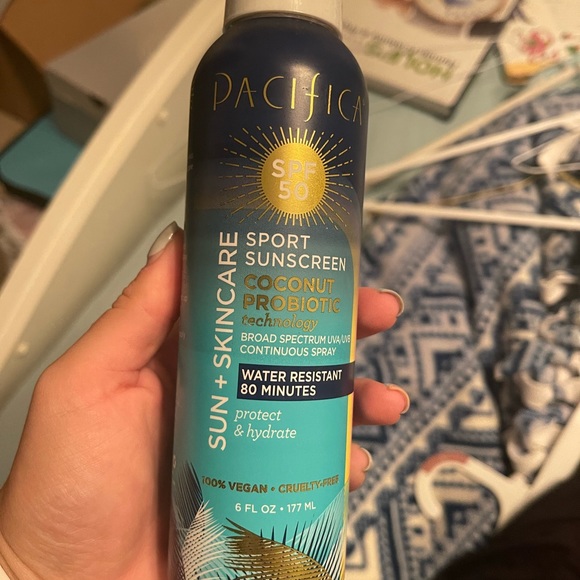 PACIFICA
SPF
50
SUN + SKINCARE
SPORT
SUNSCREEN
COCONUT
PROBIOTIC
technology
BROAD SPECTRUM UVA/UVB
CONTINUOUS SPRAY
WATER RESISTANT
80 MINUTES
protect
& hydrate
100% VEGAN • CRUELTY-FREE
6 FL OZ • 177 ML